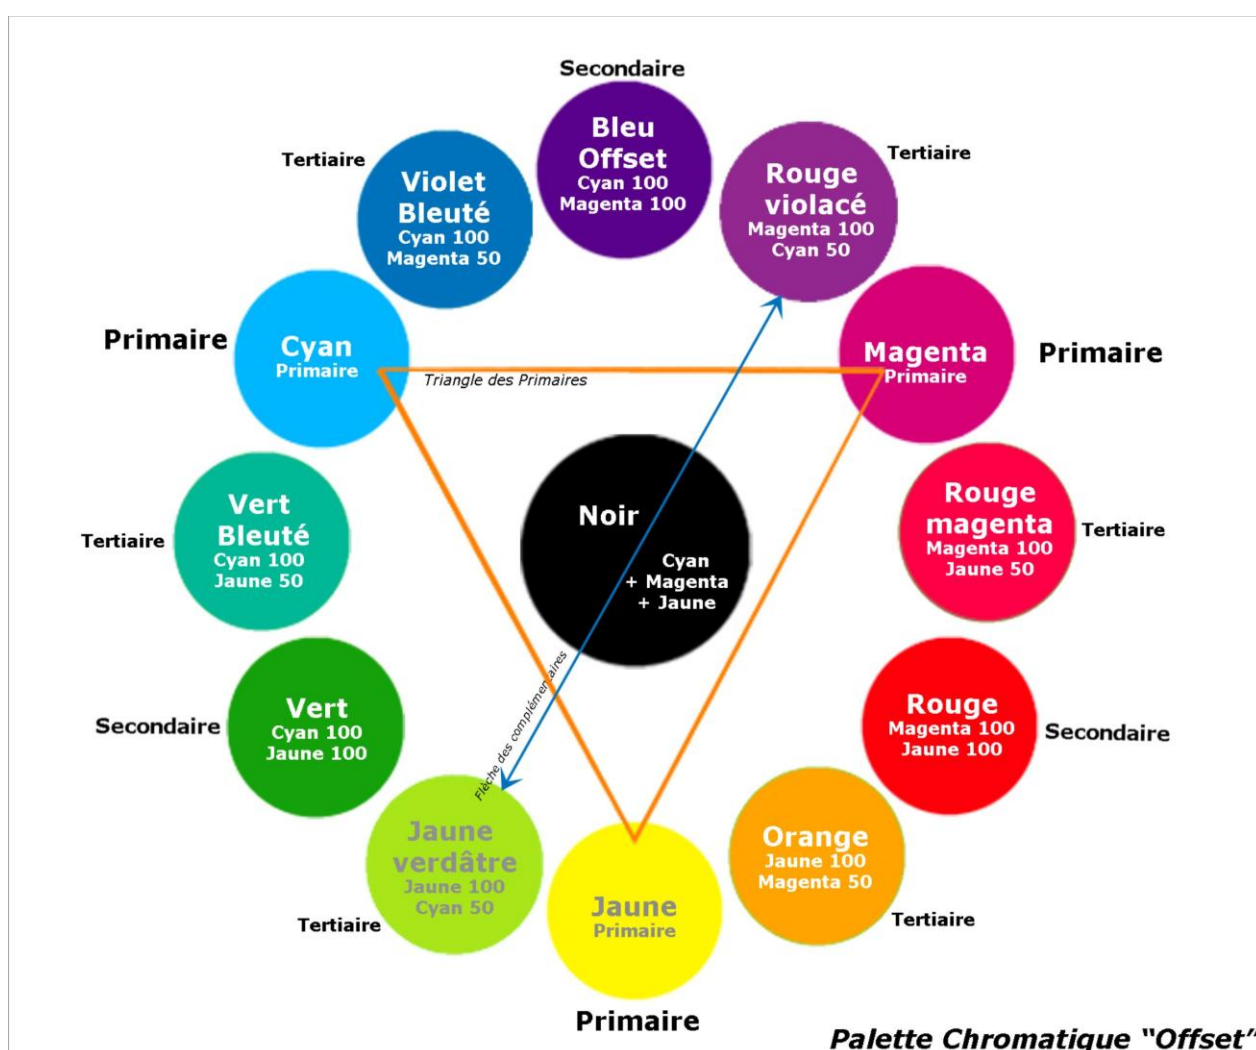 Secondaire
Bleu
Offset
Cyan 100
Magenta 100
Tertiaire
Violet
Bleuté
Cyan 100
Magenta 50
Tertiaire
Rouge
violacé
Magenta 100
Cyan 50
Primaire
Cyan
Primaire
Triangle des Primaires
Magenta
Primaire
Primaire
Tertiaire
Vert
Bleuté
Cyan 100
Jaune 50
Noir
Cyan
+ Magenta
+ Jaune
Rouge
magenta
Magenta 100
Jaune 50
Tertiaire
Flèche des complémentaires
Secondaire
Vert
Cyan 100
Jaune 100
Rouge
Magenta 100
Jaune 100
Secondaire
Jaune
verdâtre
Jaune 100
Cyan 50
Tertiaire
Jaune
Primaire
Primaire
Orange
Jaune 100
Magenta 50
Tertiaire
Palette Chromatique “Offset”